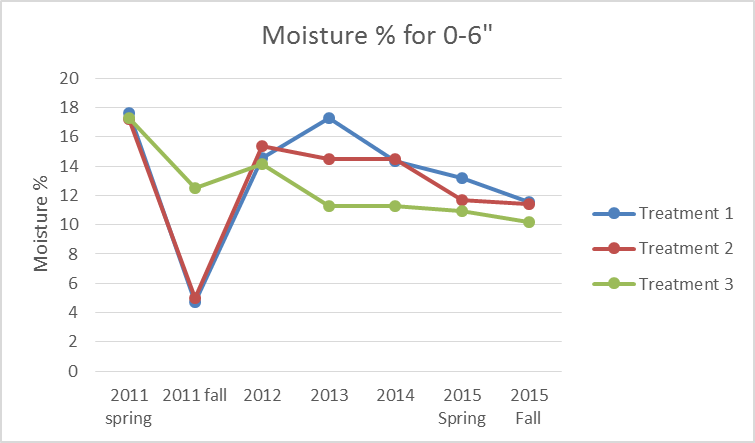 Moisture % for 0-6"
Moisture %
20
18
16
14
12
10
8
6
4
2
0
2011 spring
2011 fall
2012
2013
2014
2015 Spring
2015 Fall
Treatment 1
Treatment 2
Treatment 3